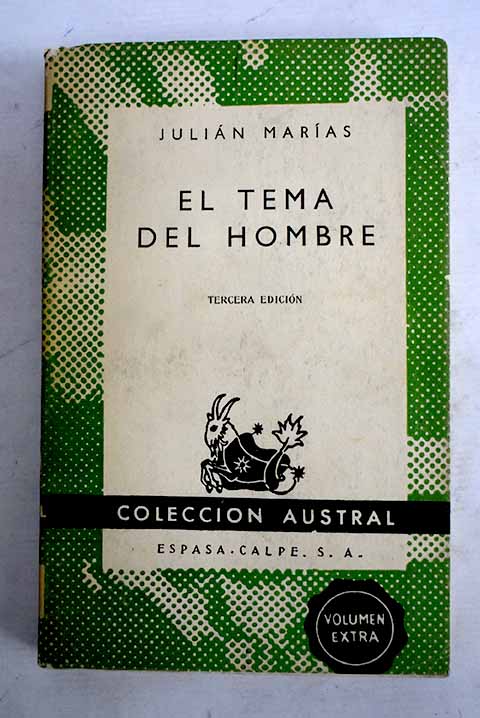 JULIÁN MARÍAS
EL TEMA
DEL HOMBRE
TERCERA EDICIÓN
COLECCION AUSTRAL
ESPASA-CALPE. S. A.
VOLUMEN
EXTRA